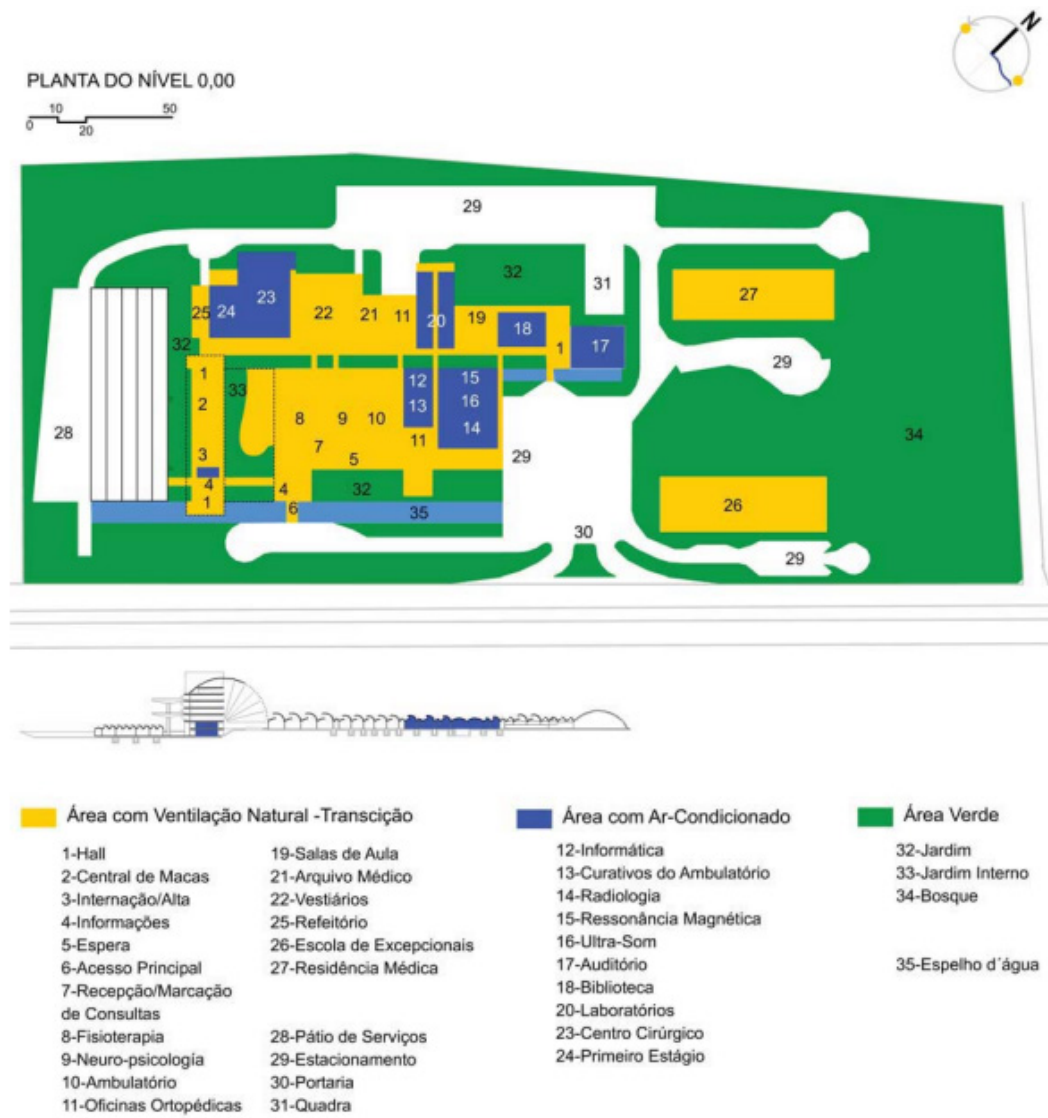 N
PLANTA DO NÍVEL 0,00
10 50
0 20
29
23
32
31
27
25 24 22 21 11 20 19 18
1 17
32
1 33 12 15
29
2 13 16
8 9 10 14
28 34
7 11
3 5 29
4 4 32
1 6 35 26
30
29
Área com Ventilação Natural -Transcição
1-Hall
2-Central de Macas
3-Internação/Alta
4-Informações
5-Espera
6-Acesso Principal
7-Recepção/Marcação
de Consultas
8-Fisioterapia
9-Neuro-psicologia
10-Ambulatório
11-Oficinas Ortopédicas
19-Salas de Aula
21-Arquivo Médico
22-Vestiários
25-Refeitório
26-Escola de Excepcionais
27-Residência Médica
28-Pátio de Serviços
29-Estacionamento
30-Portaria
31-Quadra
Área com Ar-Condicionado
12-Informática
13-Curativos do Ambulatório
14-Radiologia
15-Ressonância Magnética
16-Ultra-Som
17-Auditório
18-Biblioteca
20-Laboratórios
23-Centro Cirúrgico
24-Primeiro Estágio
Área Verde
32-Jardim
33-Jardim Interno
34-Bosque
35-Espelho d´água